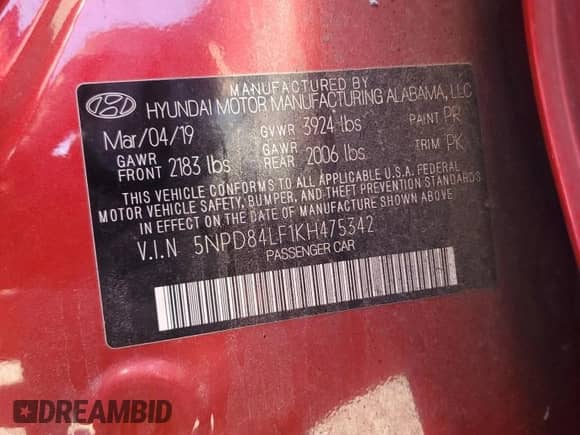 MANUFACTURED BY
HYUNDAI MOTOR MANUFACTURING ALABAMA, LLC
Mar/04/19 GVWR 3924 lbs PAINT PR
GAWR FRONT 2183 lbs GAWR REAR 2006 lbs TRIM PK
THIS VEHICLE CONFORMS TO ALL APPLICABLE U.S.A. FEDERAL
MOTOR VEHICLE SAFETY, BUMPER, AND THEFT PREVENTION STANDARDS
IN EFFECT ON THE DATE OF MANUFACTURE SHOWN ABOVE.
V.I.N 5NPD84LF1KH475342
PASSENGER CAR
DREAMBID